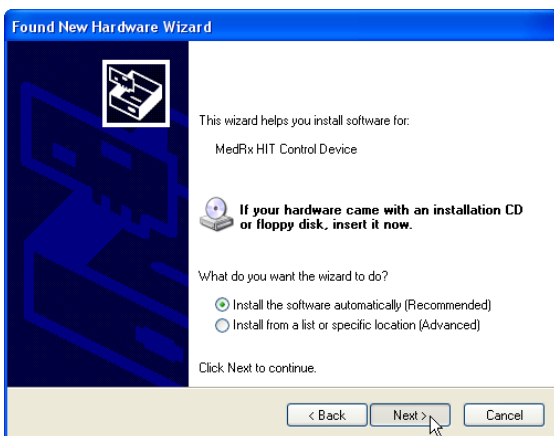 Found New Hardware Wizard
This wizard helps you install software for:
MedRx HIT Control Device
If your hardware came with an installation CD
or floppy disk, insert it now.
What do you want the wizard to do?
Install the software automatically (Recommended)
Install from a list or specific location (Advanced)
Click Next to continue.
< Back Next > Cancel